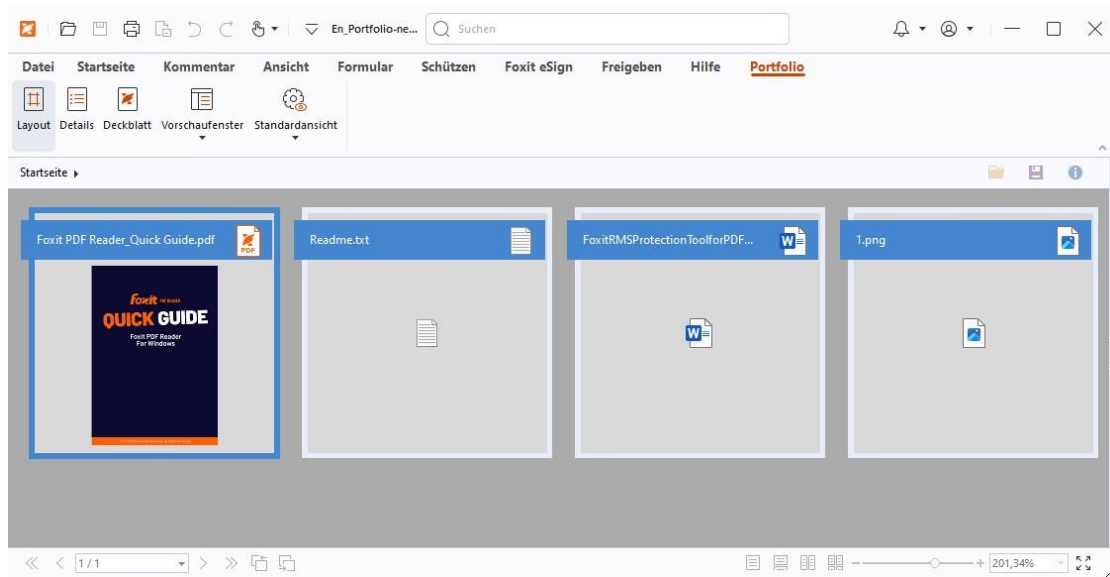 En_Portfolio-ne... Suchen
Datei Startseite Kommentar Ansicht Formular Schützen Foxit eSign Freigeben Hilfe Portfolio
Layout Details Deckblatt Vorschaufenster Standardansicht
Startseite
Foxit PDF Reader_Quick Guide.pdf PDF Readme.txt FoxitRMSProtectionToolforPDF... W 1.png
foxit PDF READER
QUICK GUIDE
Foxit PDF Reader
For Windows
W
1 / 1 201,34%